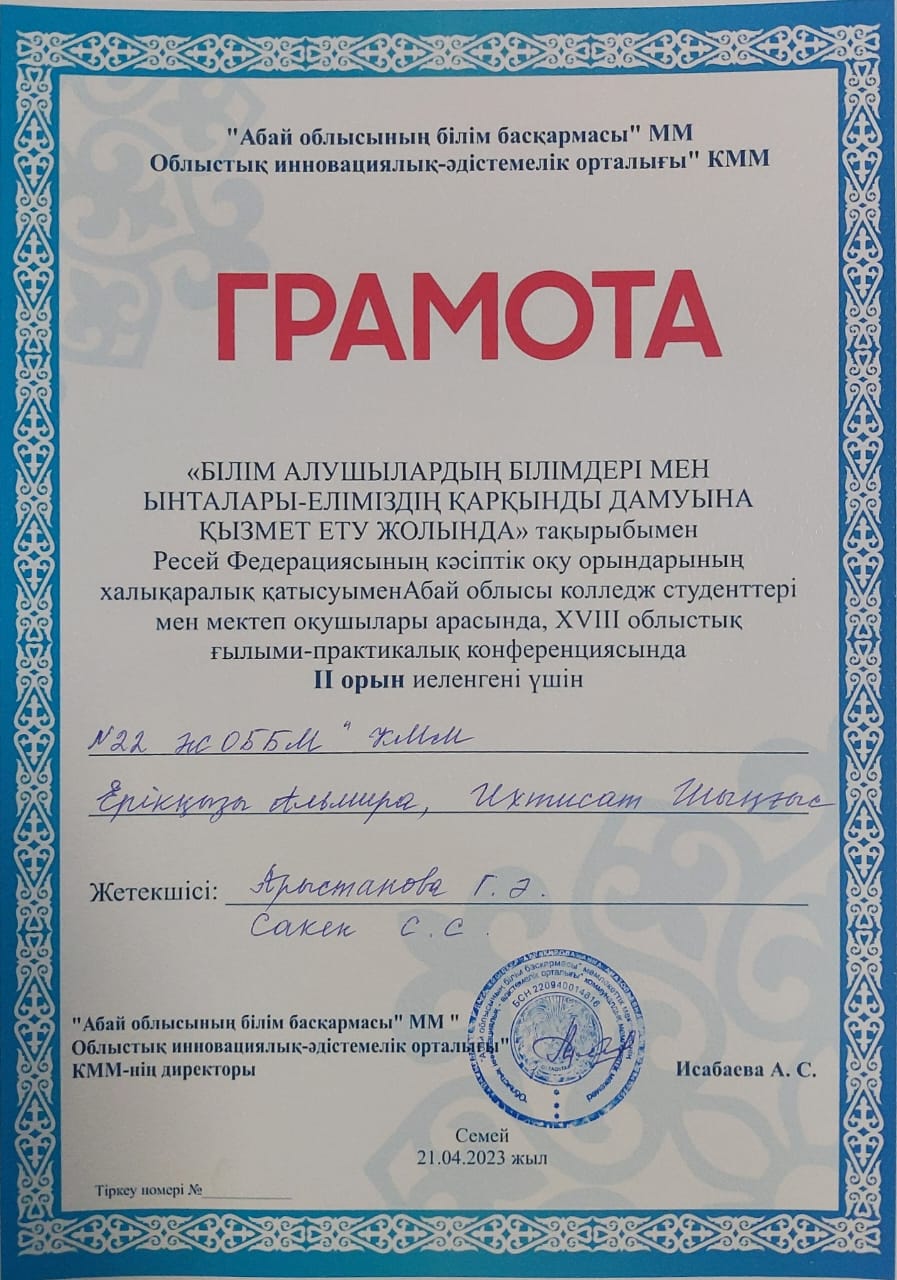 "Абай облысының білім басқармасы" ММ
Облыстық инновациялық-әдістемелік орталығы" КММ
ГРАМОТА
«БІЛІМ АЛУШЫЛАРДЫҢ БІЛІМДЕРІ МЕН
ЫНТАЛАРЫ-ЕЛІМІЗДІҢ ҚАРҚЫНДЫ ДАМУЫНА
ҚЫЗМЕТ ЕТУ ЖОЛЫНДА» тақырыбымен
Ресей Федерациясының кәсіптік оқу орындарының
халықаралық қатысуыменАбай облысы колледж студенттері
мен мектеп оқушылары арасында, XVIII облыстық
ғылыми-практикалық конференциясында
II орын иеленгені үшін
№22 ЖОББМ" КММ
Ерікқызы Альмира, Ихтисат Шыңғыс
Жетекшісі: Арыстанова Г. Ә.
Сакен С. С.
БСН 220940014816
"Абай облысының білім басқармасы" ММ "
Облыстық инновациялық-әдістемелік орталығы"
КММ-нің директоры
Исабаева А. С.
Семей
21.04.2023 жыл
Тіркеу номері №